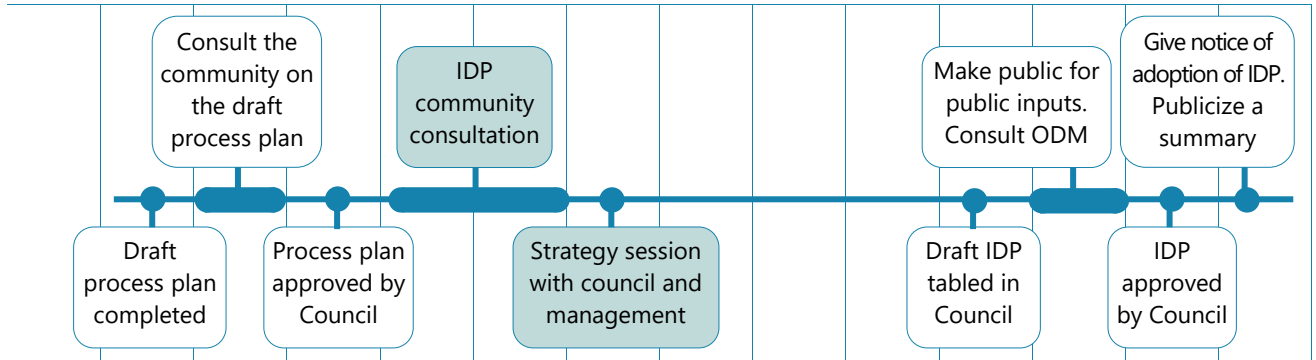 Consult the
community on
the draft
process plan
IDP
community
consultation
Make public for
public inputs.
Consult ODM
Give notice of
adoption of IDP.
Publicize a
summary
Draft
process plan
completed
Process plan
approved by
Council
Strategy session
with council and
management
Draft IDP
tabled in
Council
IDP
approved
by Council